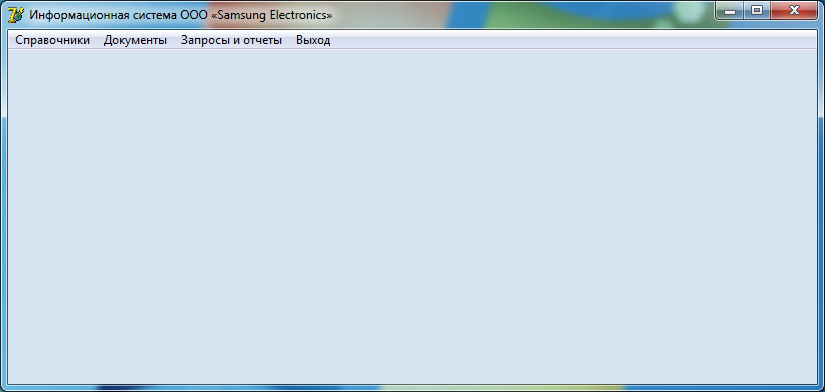 Информационная система ООО «Samsung Electronics»
Справочники Документы Запросы и отчеты Выход